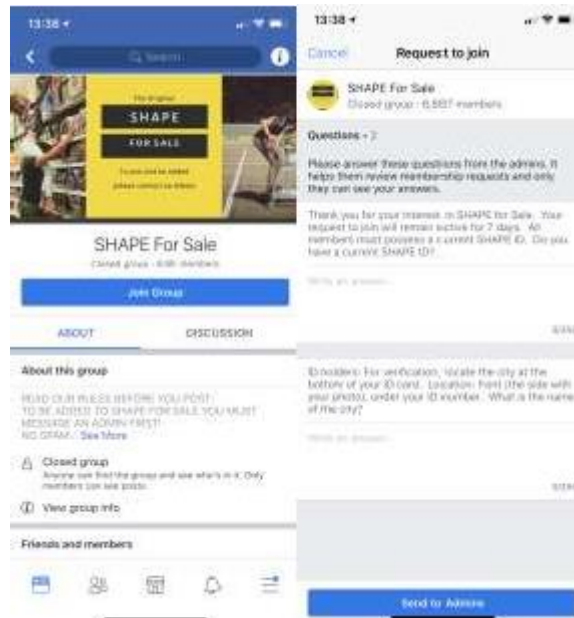 13:38
Search
The Original
SHAPE
FOR SALE
SHAPE For Sale
Closed group
Join Group
ABOUT
DISCUSSION
About this group
READ OUR RULES BEFORE YOU POST!
TO BE ADDED TO SHAPE FOR SALE YOU MUST
MESSAGE AN ADMIN FIRST!
NO SPAM. See More
Closed group
Anyone can find the group and see who's in it. Only
members can see posts.
View group info
Friends and members
13:38
Cancel
Request to join
SHAPE For Sale
Closed group members
Questions
Please answer these questions from the admins. It
helps them review membership requests and only
they can see your answers.
Thank you for your interest in SHAPE for Sale. Your
request to join will remain active for 7 days. All
members must possess a current SHAPE ID. Do you
have a current SHAPE ID?
Write an answer...
ID holders: For verification, locate the city at the
bottom of your ID card. Location: Front (the side with
your photo), under your ID number. What is the name
of the city?
Write an answer...
Send to Admins